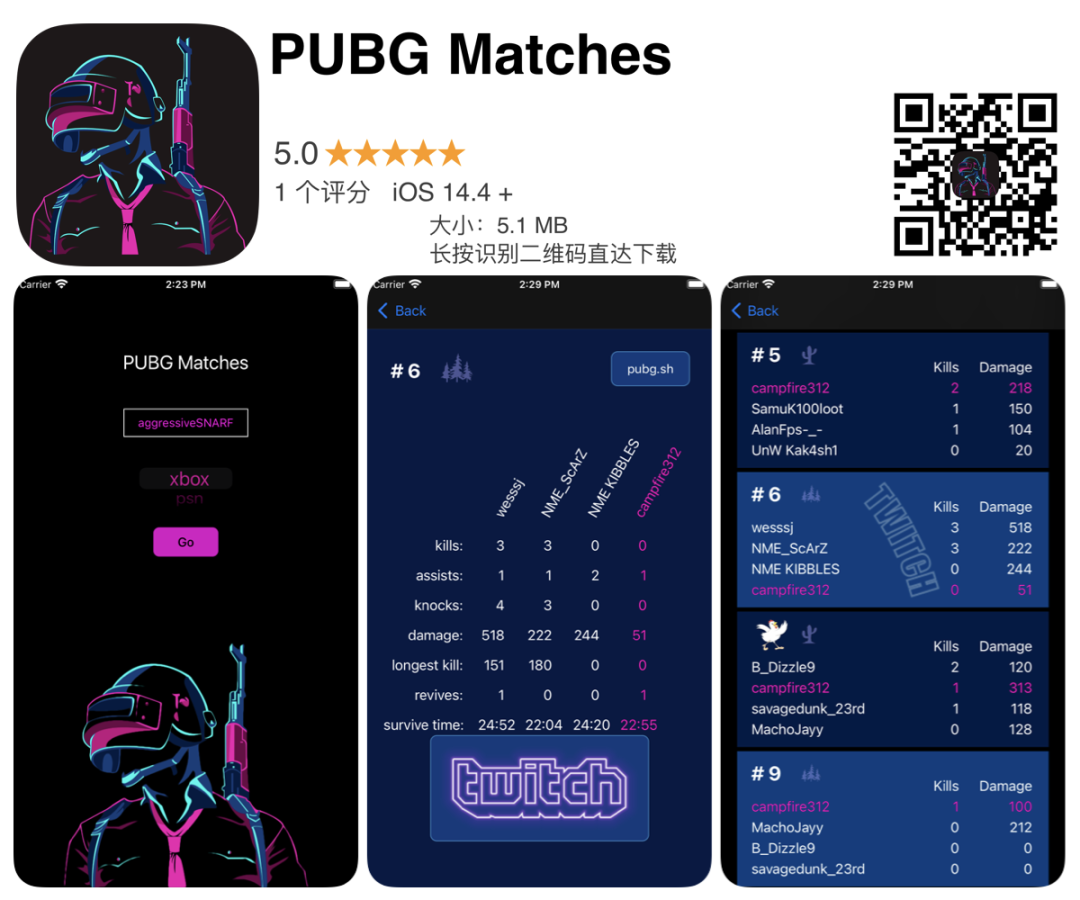 PUBG Matches
5.0 ★★★★★
1 个评分 iOS 14.4 +
大小：5.1 MB
长按识别二维码直达下载
Carrier 2:23 PM
PUBG Matches
aggressiveSNARF
xbox
psn
Go
Carrier 2:29 PM
Back
# 6 pubg.sh
wesssj NME_ScArZ NME KIBBLES campfire312
kills: 3 3 0 0
assists: 1 1 2 1
knocks: 4 3 0 0
damage: 518 222 244 51
longest kill: 151 180 0 0
revives: 1 0 0 1
survive time: 24:52 22:04 24:20 22:55
twitch
Carrier 2:29 PM
Back
# 5 Kills Damage
campfire312 2 218
SamuK100loot 1 150
AlanFps-_- 1 104
UnW Kak4sh1 0 20
# 6 Kills Damage
wesssj 3 518
NME_ScArZ 3 222
NME KIBBLES 0 244
campfire312 0 51
TWITCH
Kills Damage
B_Dizzle9 2 120
campfire312 1 313
savagedunk_23rd 1 118
MachoJayy 0 128
# 9 Kills Damage
campfire312 1 100
MachoJayy 0 212
B_Dizzle9 0 0
savagedunk_23rd 0 0